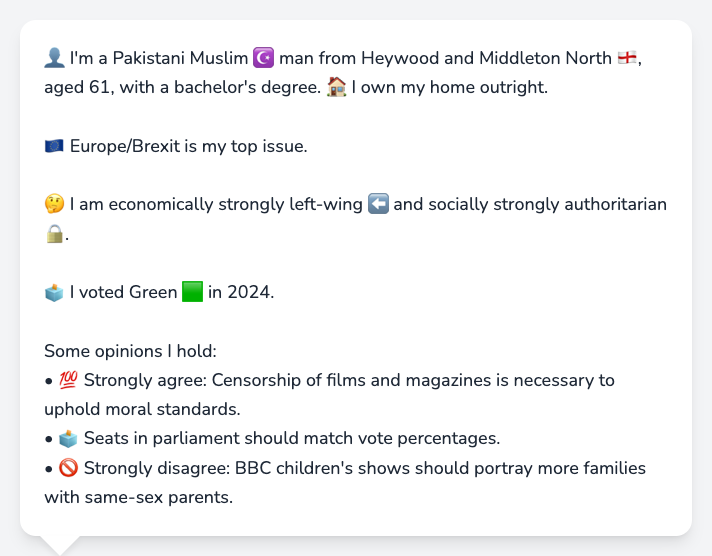 👤 I'm a Pakistani Muslim ☪️ man from Heywood and Middleton North 🏴󠁧󠁢󠁥󠁮󠁧󠁿,
aged 61, with a bachelor's degree. 🏠 I own my home outright.
🇪🇺 Europe/Brexit is my top issue.
🤔 I am economically strongly left-wing ⬅️ and socially strongly authoritarian
🔒.
🗳️ I voted Green 🟩 in 2024.
Some opinions I hold:
• 💯 Strongly agree: Censorship of films and magazines is necessary to
uphold moral standards.
• 🗳️ Seats in parliament should match vote percentages.
• 🚫 Strongly disagree: BBC children's shows should portray more families
with same-sex parents.